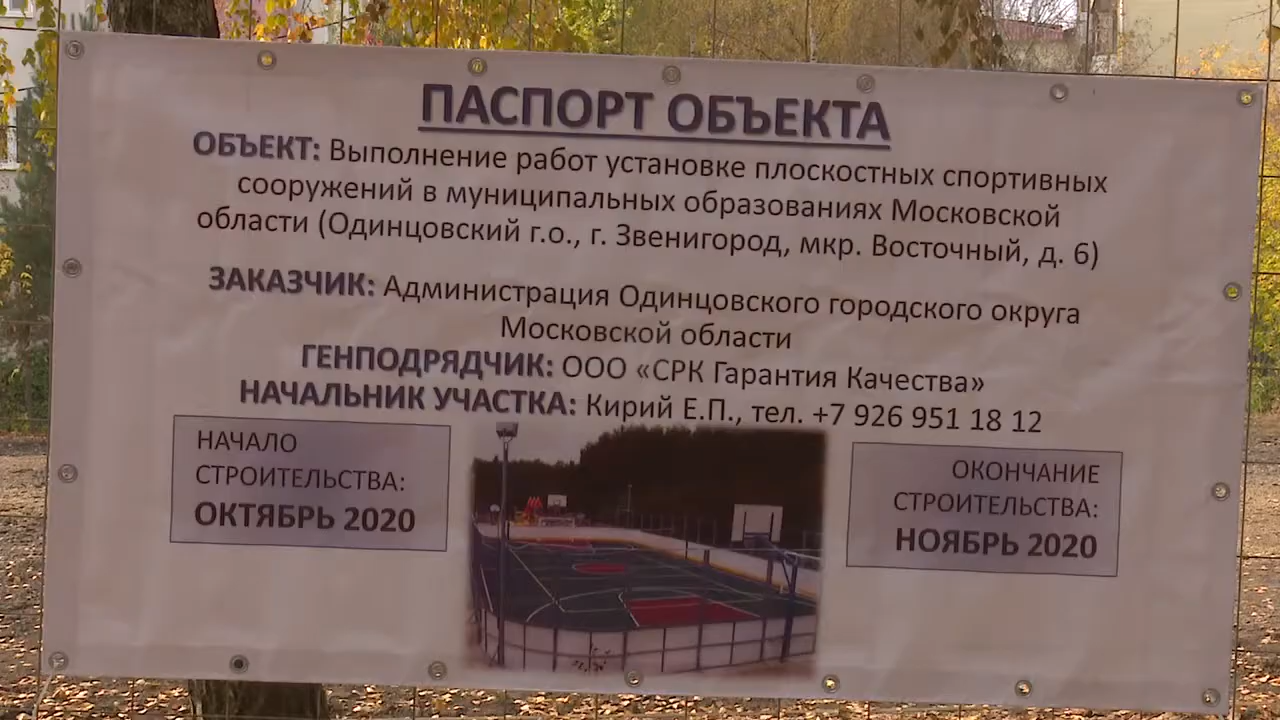 ПАСПОРТ ОБЪЕКТА
ОБЪЕКТ: Выполнение работ установке плоскостных спортивных
сооружений в муниципальных образованиях Московской
области (Одинцовский г.о., г. Звенигород, мкр. Восточный, д. 6)
ЗАКАЗЧИК: Администрация Одинцовского городского округа
Московской области
ГЕНПОДРЯДЧИК: ООО «СРК Гарантия Качества»
НАЧАЛЬНИК УЧАСТКА: Кирий Е.П., тел. +7 926 951 18 12
НАЧАЛО
СТРОИТЕЛЬСТВА:
ОКТЯБРЬ 2020
ОКОНЧАНИЕ
СТРОИТЕЛЬСТВА:
НОЯБРЬ 2020